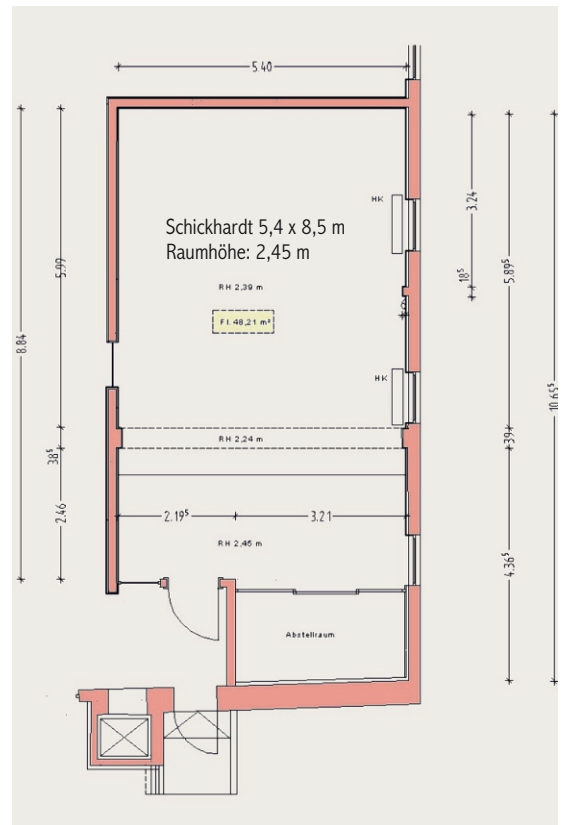 5.40
HK
3.24
Schickhardt 5,4 x 8,5 m
Raumhöhe: 2,45 m
5.99
18⁵
5.89⁵
RH 2,39 m
Fl. 48,21 m²
8.84
HK
10.65⁵
RH 2,24 m
39
38⁵
2.46
2.19⁵
3.21
RH 2,45 m
4.36⁵
Abstellraum